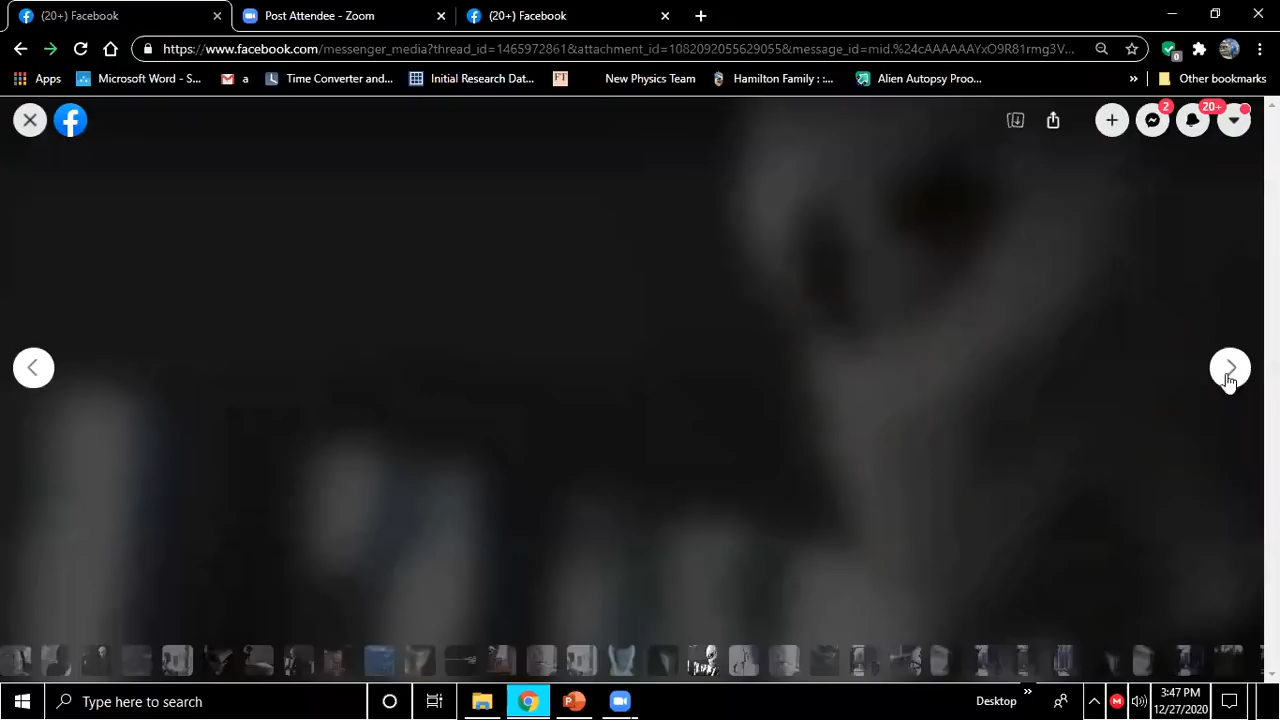 (20+) Facebook
Post Attendee - Zoom
(20+) Facebook
https://www.facebook.com/messenger_media?thread_id=1465972861&attachment_id=1082092055629055&message_id=mid.%24cAAAAAAYxO9R81rmg3V...
Apps
Microsoft Word - S...
a
Time Converter and...
Initial Research Dat...
FT
New Physics Team
Hamilton Family : :...
Alien Autopsy Proo...
»
Other bookmarks
2
20+
Type here to search
Desktop
»
3:47 PM
12/27/2020